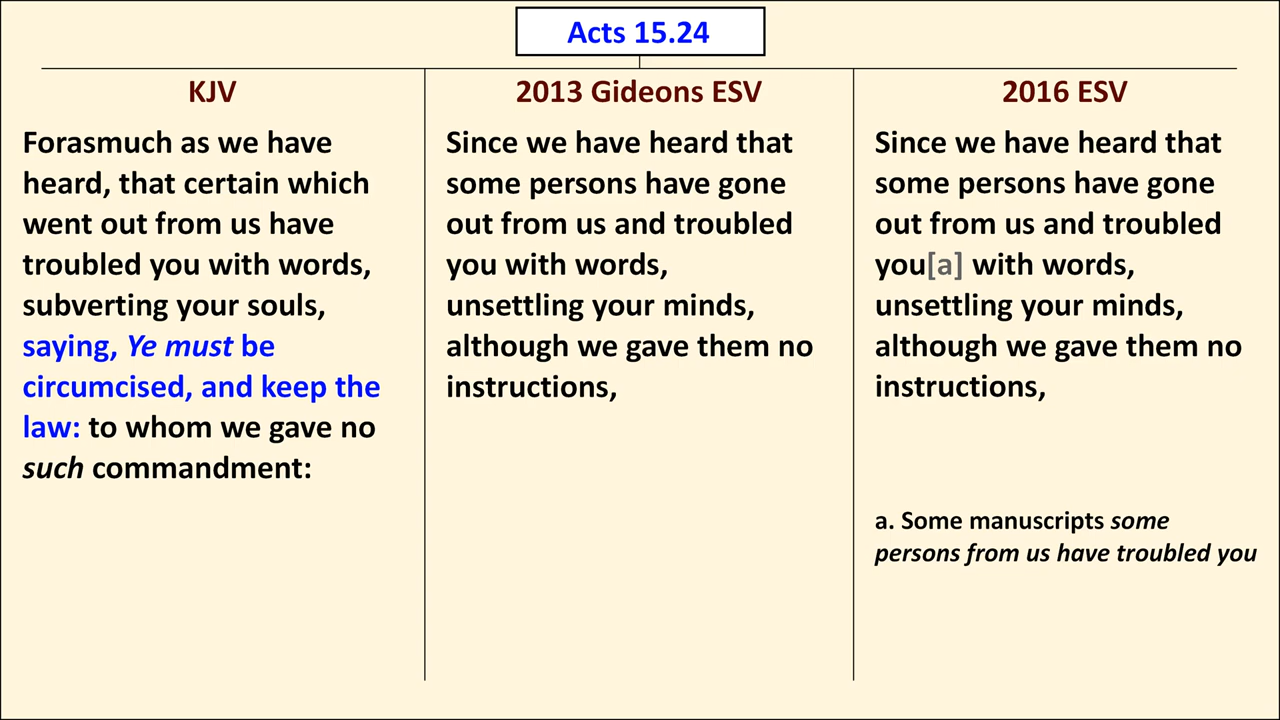 Acts 15.24
KJV
Forasmuch as we have
heard, that certain which
went out from us have
troubled you with words,
subverting your souls,
saying, Ye must be
circumcised, and keep the
law: to whom we gave no
such commandment:
2013 Gideons ESV
Since we have heard that
some persons have gone
out from us and troubled
you with words,
unsettling your minds,
although we gave them no
instructions,
2016 ESV
Since we have heard that
some persons have gone
out from us and troubled
you[a] with words,
unsettling your minds,
although we gave them no
instructions,
a. Some manuscripts some
persons from us have troubled you